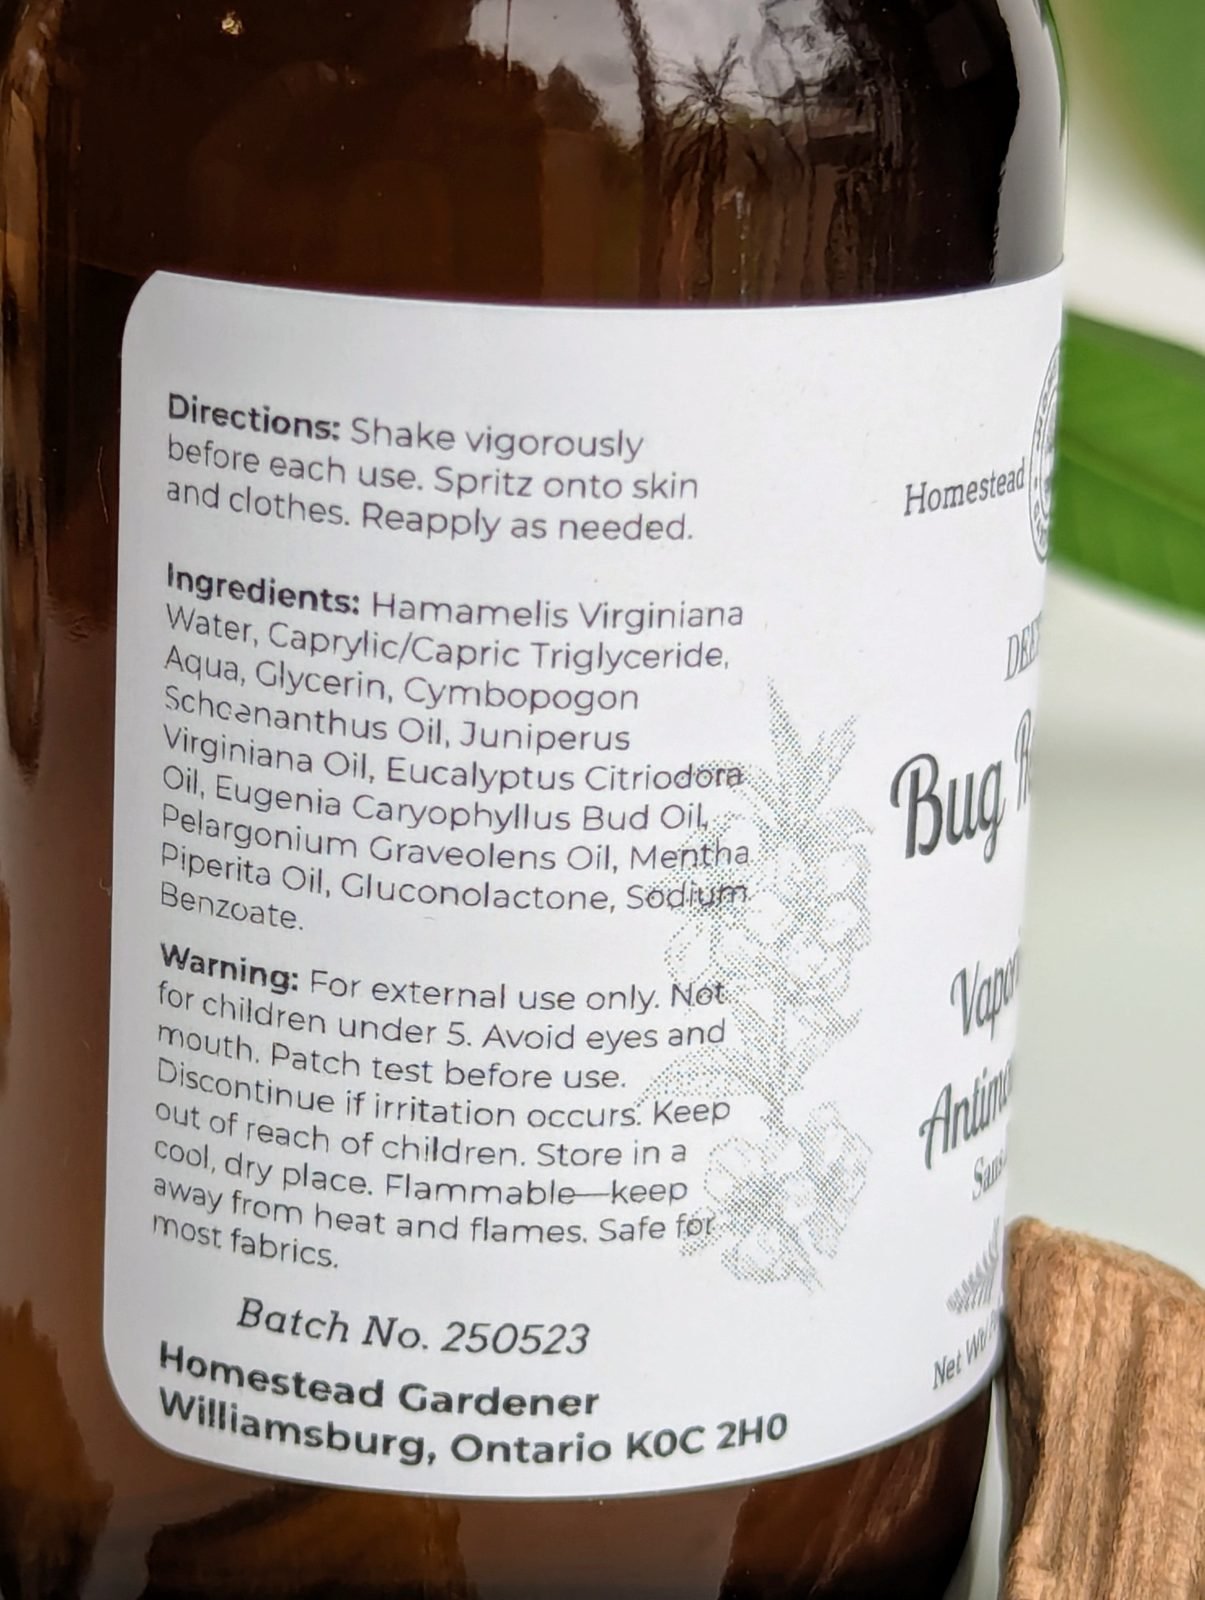 Directions: Shake vigorously
before each use. Spritz onto skin
and clothes. Reapply as needed.
Ingredients: Hamamelis Virginiana
Water, Caprylic/Capric Triglyceride,
Aqua, Glycerin, Cymbopogon
Schoenanthus Oil, Juniperus
Virginiana Oil, Eucalyptus Citriodora
Oil, Eugenia Caryophyllus Bud Oil,
Pelargonium Graveolens Oil, Mentha
Piperita Oil, Gluconolactone, Sodium
Benzoate.
Warning: For external use only. Not
for children under 5. Avoid eyes and
mouth. Patch test before use.
Discontinue if irritation occurs. Keep
out of reach of children. Store in a
cool, dry place. Flammable—keep
away from heat and flames. Safe for
most fabrics.
Batch No. 250523
Homestead Gardener
Williamsburg, Ontario K0C 2H0
Homestead
Bug
Net Wt/